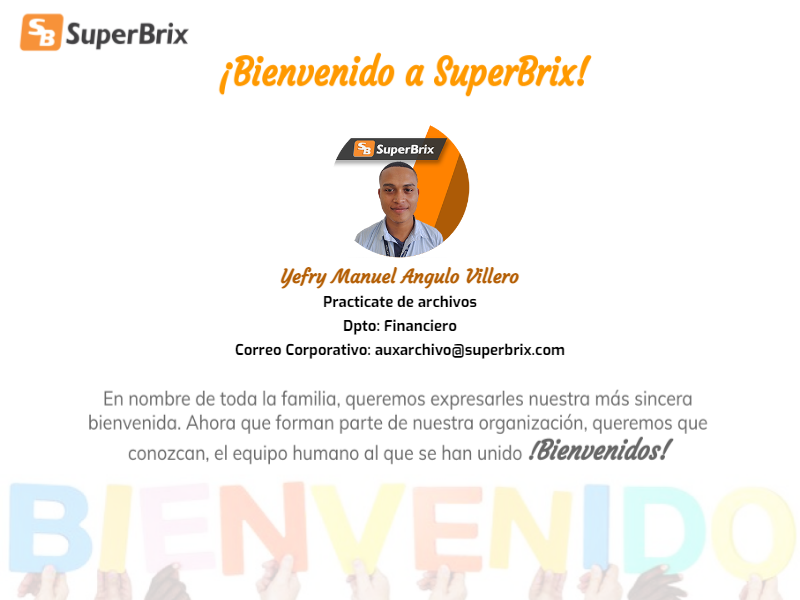 SB SuperBrix
¡Bienvenido a SuperBrix!
SB SuperBrix
Yefry Manuel Angulo Villero
Practicate de archivos
Dpto: Financiero
Correo Corporativo: auxarchivo@superbrix.com
En nombre de toda la familia, queremos expresarles nuestra más sincera
bienvenida. Ahora que forman parte de nuestra organización, queremos que
conozcan, el equipo humano al que se han unido !Bienvenidos!
BIENVENIDO